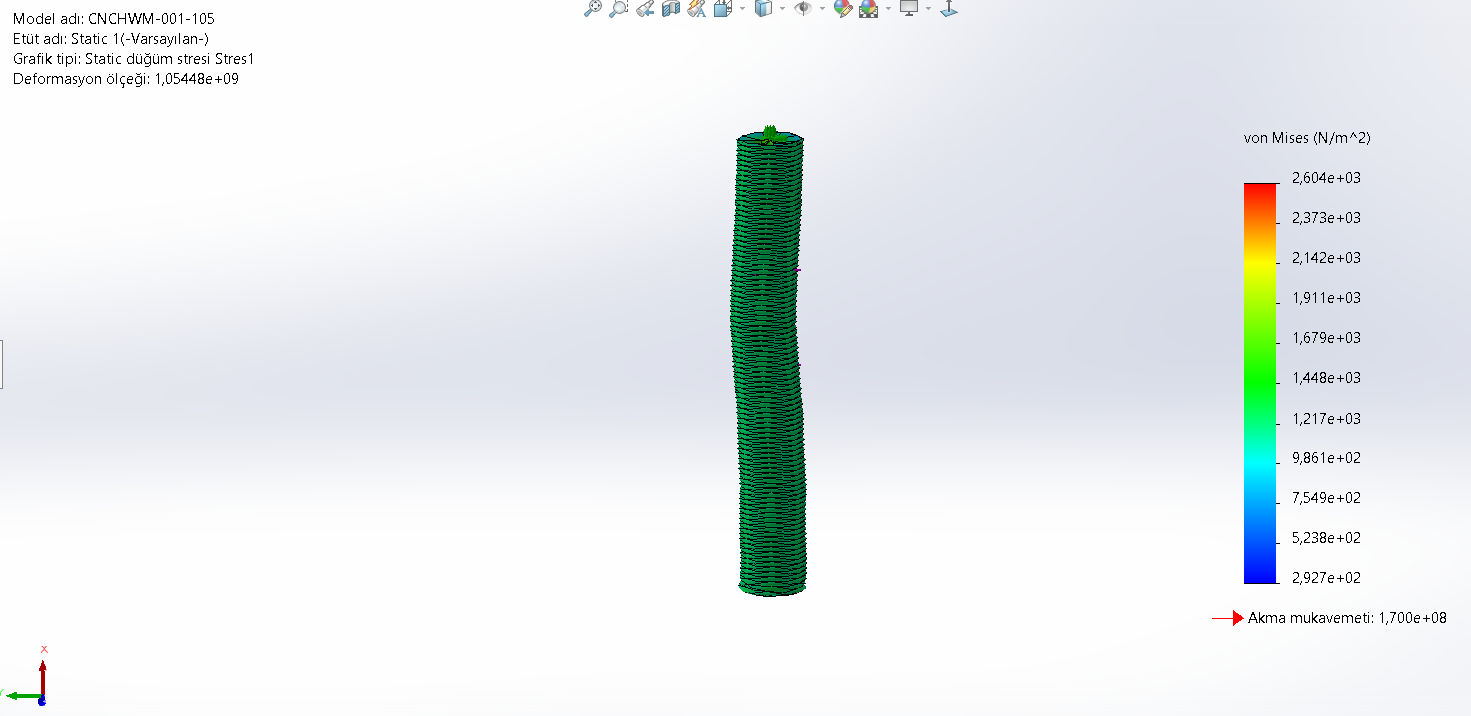 Model adı: CNCHWM-001-105
Etüt adı: Static 1(-Varsayılan-)
Grafik tipi: Static düğüm stresi Stres1
Deformasyon ölçeği: 1,05448e+09
von Mises (N/m^2)
2,604e+03
2,373e+03
2,142e+03
1,911e+03
1,679e+03
1,448e+03
1,217e+03
9,861e+02
7,549e+02
5,238e+02
2,927e+02
Akma mukavemeti: 1,700e+08
X
Y